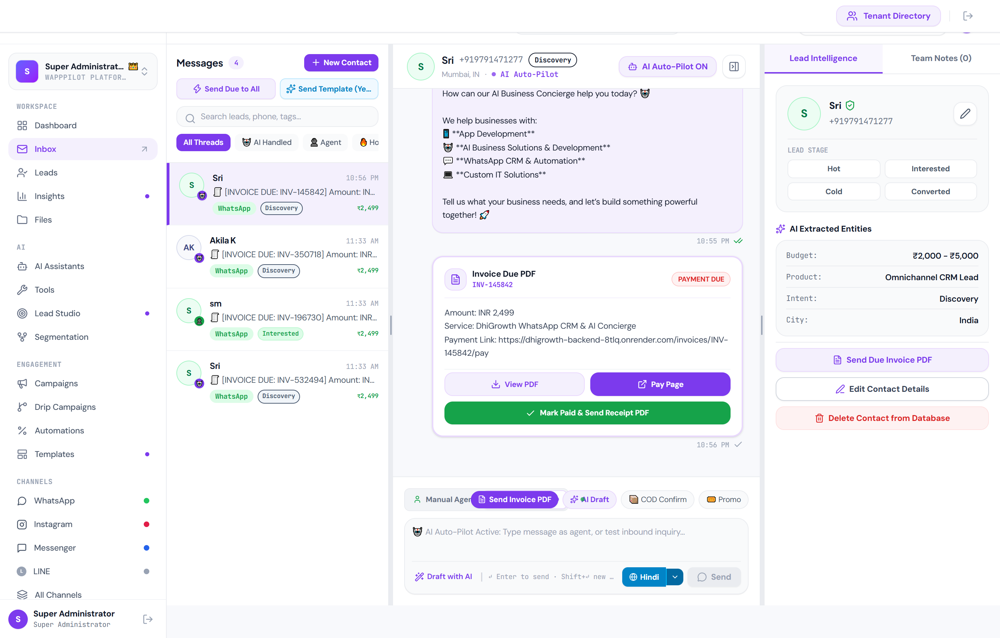 Tenant Directory
S
Super Administrat...
WAPPPILOT PLATFOR...
WORKSPACE
Dashboard
Inbox
Leads
Insights
Files
AI
AI Assistants
Tools
Lead Studio
Segmentation
ENGAGEMENT
Campaigns
Drip Campaigns
Automations
Templates
CHANNELS
WhatsApp
Instagram
Messenger
L LINE
All Channels
S
Super Administrator
Super Administrator
Messages 4
New Contact
Send Due to All
Send Template (Ye...
Search leads, phone, tags...
All Threads
AI Handled
Agent
Ho
S
Sri 10:56 PM
[INVOICE DUE: INV-145842] Amount: IN...
WhatsApp Discovery ₹2,499
AK
Akila K 11:33 AM
[INVOICE DUE: INV-350718] Amount: INR...
WhatsApp Discovery ₹2,499
S
sm 11:33 AM
[INVOICE DUE: INV-196730] Amount: INR...
WhatsApp Interested ₹2,499
S
Sri 11:33 AM
[INVOICE DUE: INV-532494] Amount: IN...
WhatsApp Discovery ₹2,499
S
Sri +919791471277 Discovery
Mumbai, IN · AI Auto-Pilot
AI Auto-Pilot ON
How can our AI Business Concierge help you today?
We help businesses with:
**App Development**
**AI Business Solutions & Development**
**WhatsApp CRM & Automation**
**Custom IT Solutions**
Tell us what your business needs, and let's build something powerful
together!
10:55 PM
Invoice Due PDF
INV-145842
PAYMENT DUE
Amount: INR 2,499
Service: DhiGrowth WhatsApp CRM & AI Concierge
Payment Link: https://dhigrowth-backend-8tlq.onrender.com/invoices/INV-
145842/pay
View PDF
Pay Page
Mark Paid & Send Receipt PDF
10:56 PM
Manual Agen
Send Invoice PDF
AI Draft
COD Confirm
Promo
AI Auto-Pilot Active: Type message as agent, or test inbound inquiry...
Draft with AI
↵ Enter to send · Shift+↵ new ...
Hindi
Send
Lead Intelligence
Team Notes (0)
S
Sri
+919791471277
LEAD STAGE
Hot
Interested
Cold
Converted
AI Extracted Entities
Budget: ₹2,000 - ₹5,000
Product: Omnichannel CRM Lead
Intent: Discovery
City: India
Send Due Invoice PDF
Edit Contact Details
Delete Contact from Database